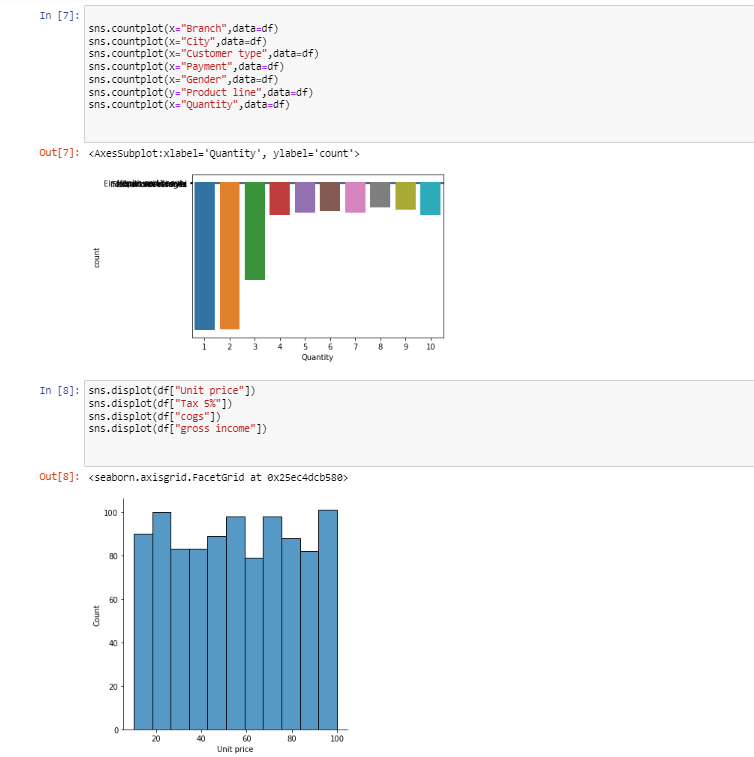 In [7]:
sns.countplot(x="Branch",data=df)
sns.countplot(x="City",data=df)
sns.countplot(x="Customer type",data=df)
sns.countplot(x="Payment",data=df)
sns.countplot(x="Gender",data=df)
sns.countplot(y="Product line",data=df)
sns.countplot(x="Quantity",data=df)
Out[7]: <AxesSubplot:xlabel='Quantity', ylabel='count'>
count
1 2 3 4 5 6 7 8 9 10
Quantity
In [8]: sns.displot(df["Unit price"])
sns.displot(df["Tax 5%"])
sns.displot(df["cogs"])
sns.displot(df["gross income"])
Out[8]: <seaborn.axisgrid.FacetGrid at 0x25ec4dcb580>
100
80
60
Count
40
20
0
20 40 60 80 100
Unit price